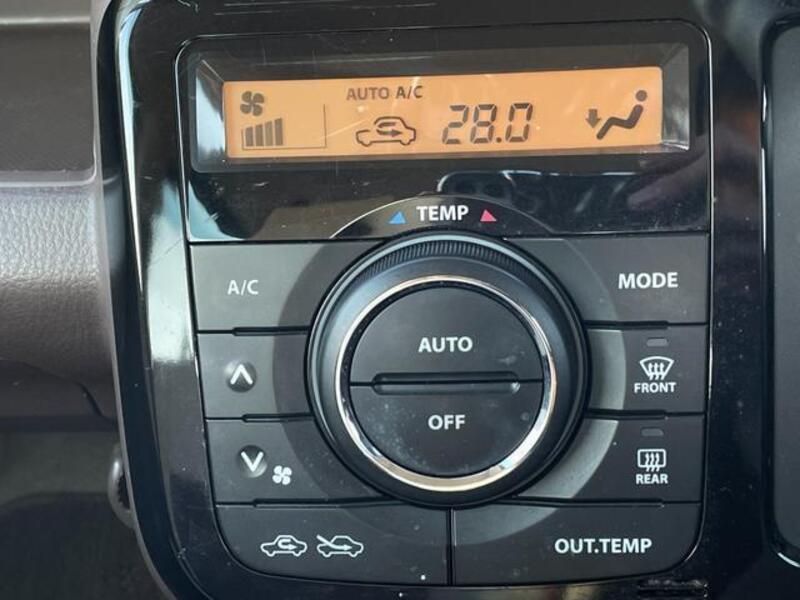 AUTO A/C
28.0
TEMP
A/C
MODE
AUTO
FRONT
OFF
REAR
OUT.TEMP